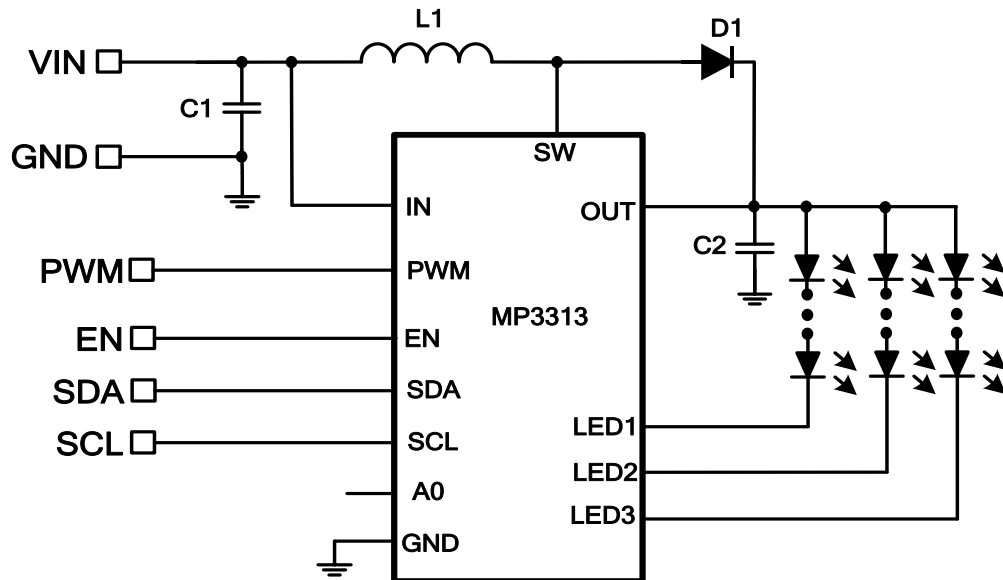 L1
D1
VIN
C1
GND
SW
IN
OUT
C2
PWM
PWM
MP3313
EN
EN
SDA
SDA
LED1
SCL
SCL
LED2
A0
LED3
GND